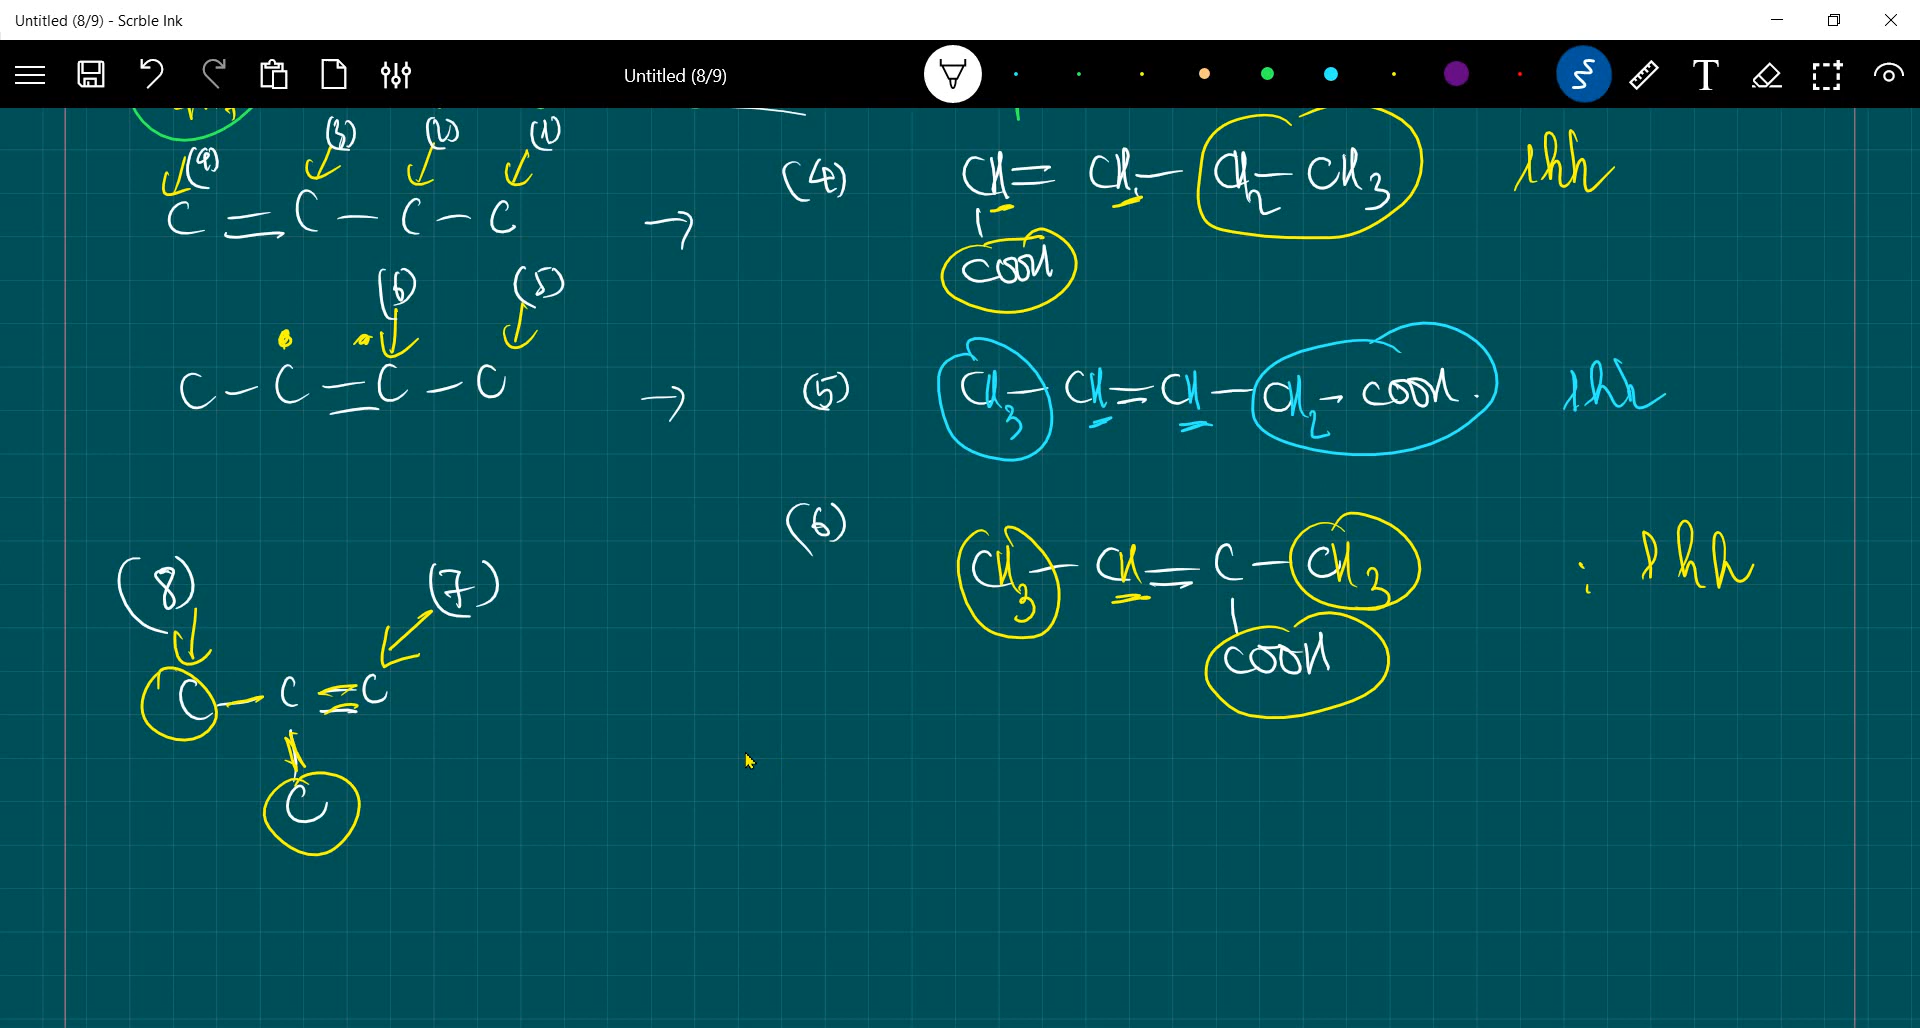 Untitled (8/9) - Scrble Ink
Untitled (8/9)
T
(4) (3) (2) (1)
C = C - C - C →
(4) CH = CH - CH2 - CH3
COOH
(6) (5)
C - C = C - C →
(5) CH3 - CH = CH - CH2 - COOH.
(6) CH3 - CH = C - CH3 :
COOH
(8) (7)
C - C = C
C